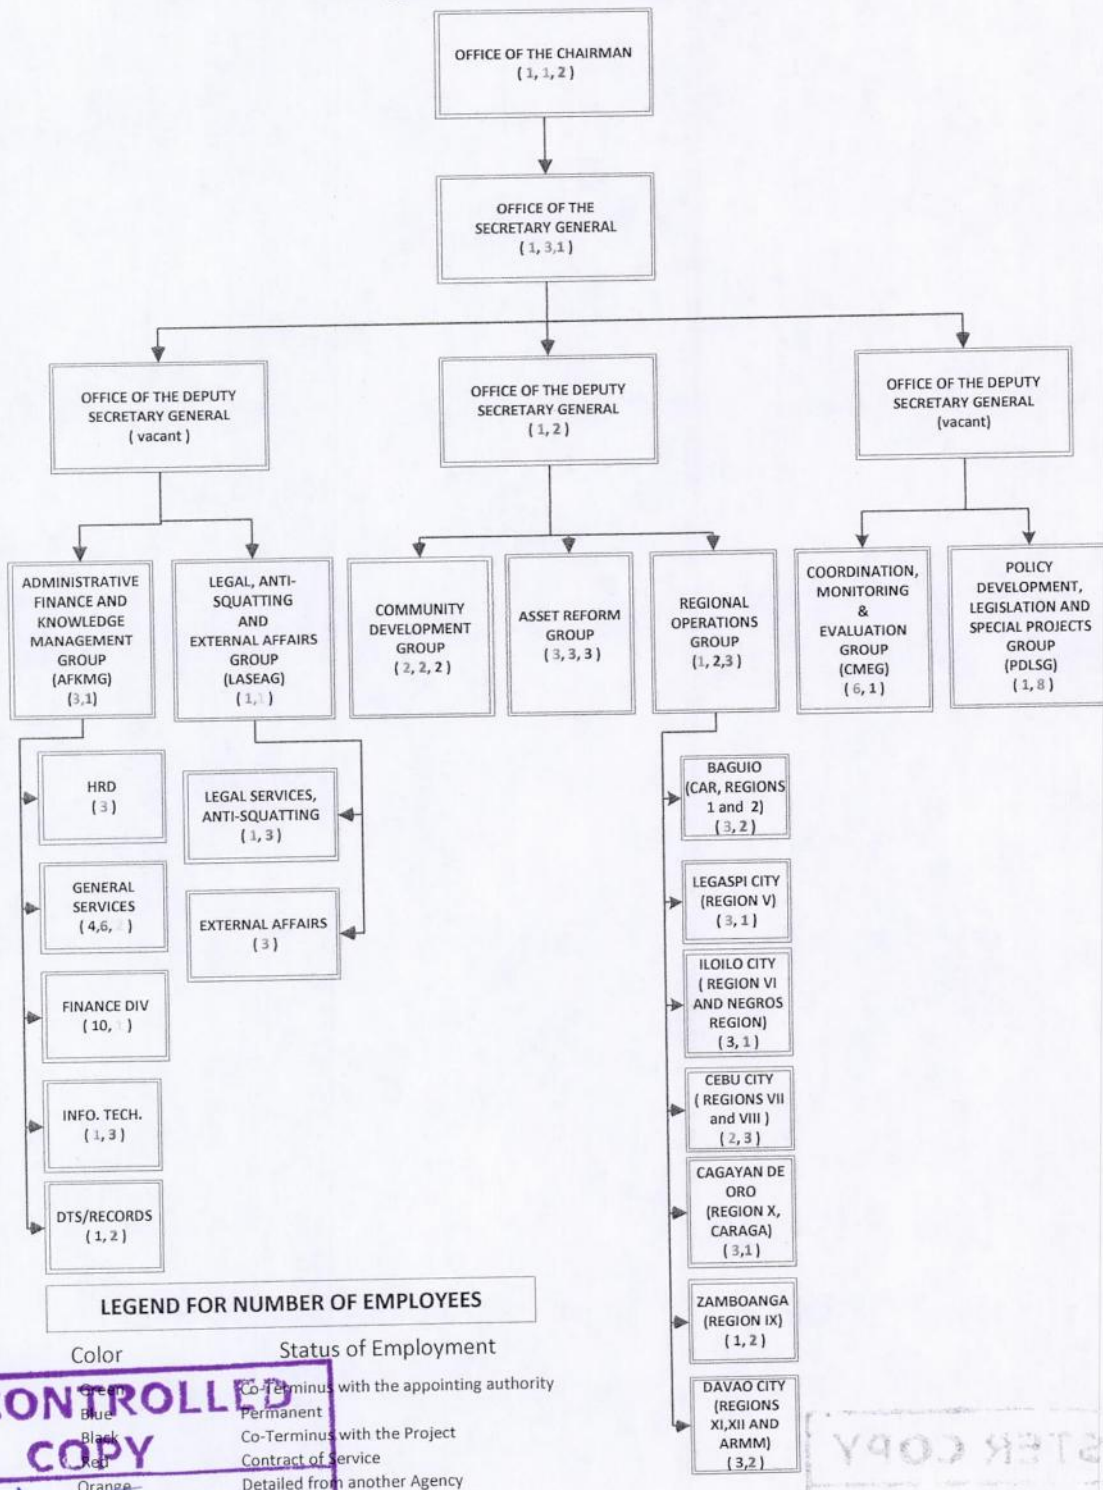 OFFICE OF THE CHAIRMAN
( 1, 1, 2 )
OFFICE OF THE
SECRETARY GENERAL
( 1, 3,1 )
OFFICE OF THE DEPUTY
SECRETARY GENERAL
( vacant )
OFFICE OF THE DEPUTY
SECRETARY GENERAL
( 1, 2 )
OFFICE OF THE DEPUTY
SECRETARY GENERAL
(vacant)
ADMINISTRATIVE
FINANCE AND
KNOWLEDGE
MANAGEMENT
GROUP
(AFKMG)
(3,1)
LEGAL, ANTI-
SQUATTING
AND
EXTERNAL AFFAIRS
GROUP
(LASEAG)
( 1, )
COMMUNITY
DEVELOPMENT
GROUP
( 2, 2, 2 )
ASSET REFORM
GROUP
( 3, 3, 3 )
REGIONAL
OPERATIONS
GROUP
(1, 2,3 )
COORDINATION,
MONITORING
&
EVALUATION
GROUP
(CMEG)
( 6, 1 )
POLICY
DEVELOPMENT,
LEGISLATION AND
SPECIAL PROJECTS
GROUP
(PDLSG)
( 1, 8 )
HRD
( 3 )
GENERAL
SERVICES
( 4,6, )
FINANCE DIV
( 10, )
INFO. TECH.
( 1, 3 )
DTS/RECORDS
( 1, 2 )
LEGAL SERVICES,
ANTI-SQUATTING
( 1, 3 )
EXTERNAL AFFAIRS
( 3 )
BAGUIO
(CAR, REGIONS
1 and 2)
( 3, 2 )
LEGASPI CITY
(REGION V)
( 3, 1 )
ILOILO CITY
( REGION VI
AND NEGROS
REGION)
( 3, 1 )
CEBU CITY
( REGIONS VII
and VIII )
( 2, 3 )
CAGAYAN DE
ORO
(REGION X,
CARAGA)
( 3,1 )
ZAMBOANGA
(REGION IX)
( 1, 2 )
DAVAO CITY
(REGIONS
XI,XII AND
ARMM)
( 3,2 )
LEGEND FOR NUMBER OF EMPLOYEES
Color Status of Employment
Green Co-Terminus with the appointing authority
Blue Permanent
Black Co-Terminus with the Project
Red Contract of Service
Orange Detailed from another Agency
CONTROLLED
COPY